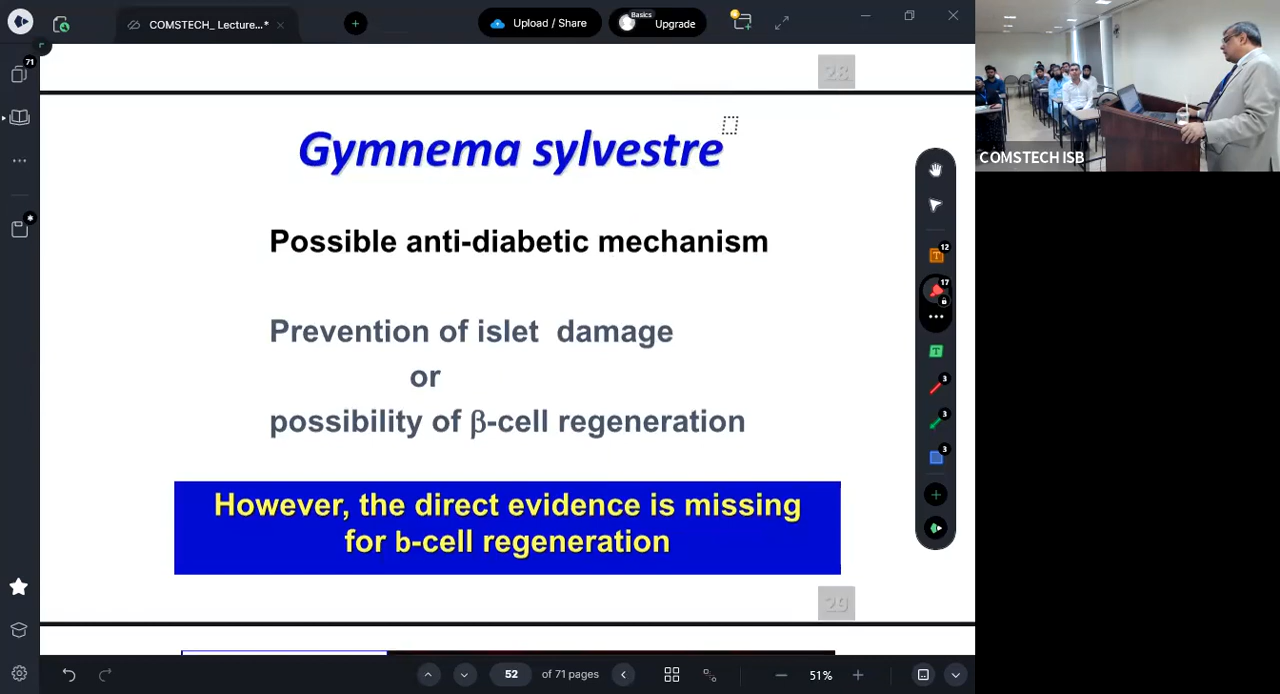 COMSTECH_ Lecture...*
Upload / Share
Basics
Upgrade
71
28
Gymnema sylvestre
COMSTECH ISB
Possible anti-diabetic mechanism
12
17
Prevention of islet damage
or
3
possibility of β-cell regeneration
3
3
However, the direct evidence is missing
for b-cell regeneration
29
52
of 71 pages
51%